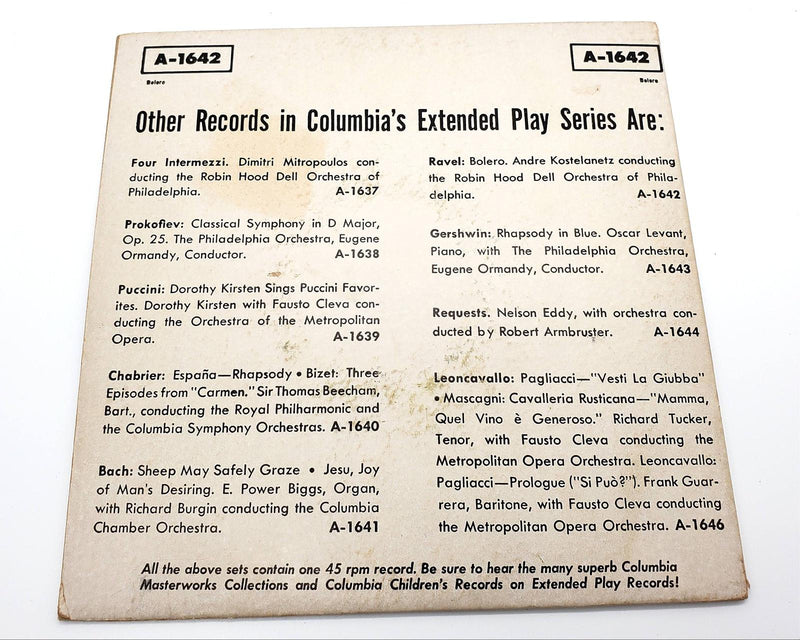 A-1642
Bolero
A-1642
Bolero
Other Records in Columbia's Extended Play Series Are:
Four Intermezzi. Dimitri Mitropoulos con-
ducting the Robin Hood Dell Orchestra of
Philadelphia. A-1637
Prokofiev: Classical Symphony in D Major,
Op. 25. The Philadelphia Orchestra, Eugene
Ormandy, Conductor. A-1638
Puccini: Dorothy Kirsten Sings Puccini Favor-
ites. Dorothy Kirsten with Fausto Cleva con-
ducting the Orchestra of the Metropolitan
Opera. A-1639
Chabrier: España—Rhapsody • Bizet: Three
Episodes from "Carmen." Sir Thomas Beecham,
Bart., conducting the Royal Philharmonic and
the Columbia Symphony Orchestras. A-1640
Bach: Sheep May Safely Graze • Jesu, Joy
of Man's Desiring. E. Power Biggs, Organ,
with Richard Burgin conducting the Columbia
Chamber Orchestra. A-1641
Ravel: Bolero. Andre Kostelanetz conducting
the Robin Hood Dell Orchestra of Phila-
delphia. A-1642
Gershwin: Rhapsody in Blue. Oscar Levant,
Piano, with The Philadelphia Orchestra,
Eugene Ormandy, Conductor. A-1643
Requests. Nelson Eddy, with orchestra con-
ducted by Robert Armbruster. A-1644
Leoncavallo: Pagliacci—"Vesti La Giubba"
• Mascagni: Cavalleria Rusticana—"Mamma,
Quel Vino è Generoso." Richard Tucker,
Tenor, with Fausto Cleva conducting the
Metropolitan Opera Orchestra. Leoncavallo:
Pagliacci—Prologue ("Si Può?"). Frank Guar-
rera, Baritone, with Fausto Cleva conducting
the Metropolitan Opera Orchestra. A-1646
All the above sets contain one 45 rpm record. Be sure to hear the many superb Columbia
Masterworks Collections and Columbia Children's Records on Extended Play Records!